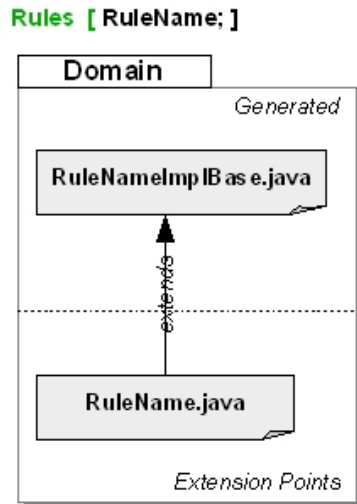 Rules [ RuleName; ]
Domain
Generated
RuleNameImplBase.java
extends
RuleName.java
Extension Points